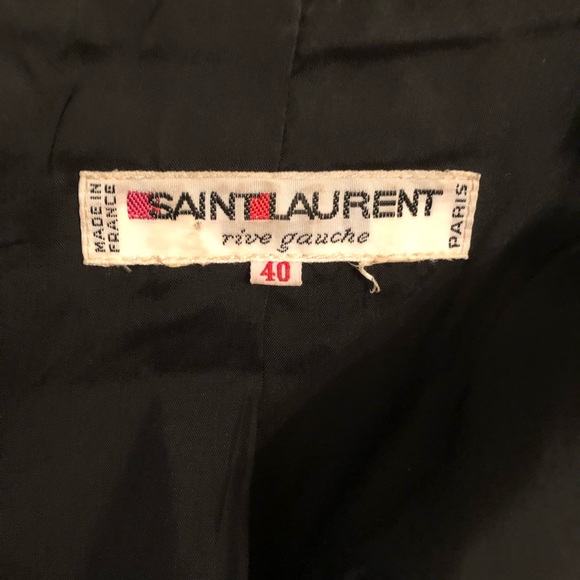 MADE IN
FRANCE
SAINT LAURENT
rive gauche
PARIS
40